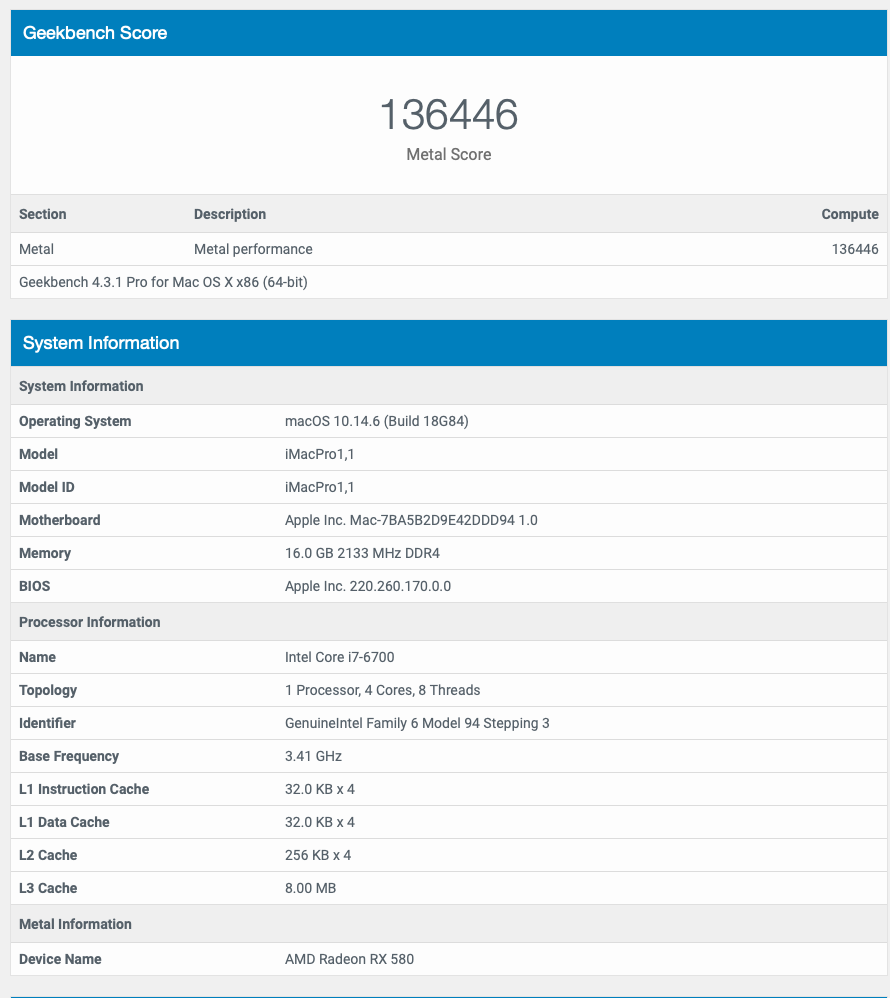 Geekbench Score
136446
Metal Score
Section Description Compute
Metal Metal performance 136446
Geekbench 4.3.1 Pro for Mac OS X x86 (64-bit)
System Information
System Information
Operating System macOS 10.14.6 (Build 18G84)
Model iMacPro1,1
Model ID iMacPro1,1
Motherboard Apple Inc. Mac-7BA5B2D9E42DDD94 1.0
Memory 16.0 GB 2133 MHz DDR4
BIOS Apple Inc. 220.260.170.0.0
Processor Information
Name Intel Core i7-6700
Topology 1 Processor, 4 Cores, 8 Threads
Identifier GenuineIntel Family 6 Model 94 Stepping 3
Base Frequency 3.41 GHz
L1 Instruction Cache 32.0 KB x 4
L1 Data Cache 32.0 KB x 4
L2 Cache 256 KB x 4
L3 Cache 8.00 MB
Metal Information
Device Name AMD Radeon RX 580